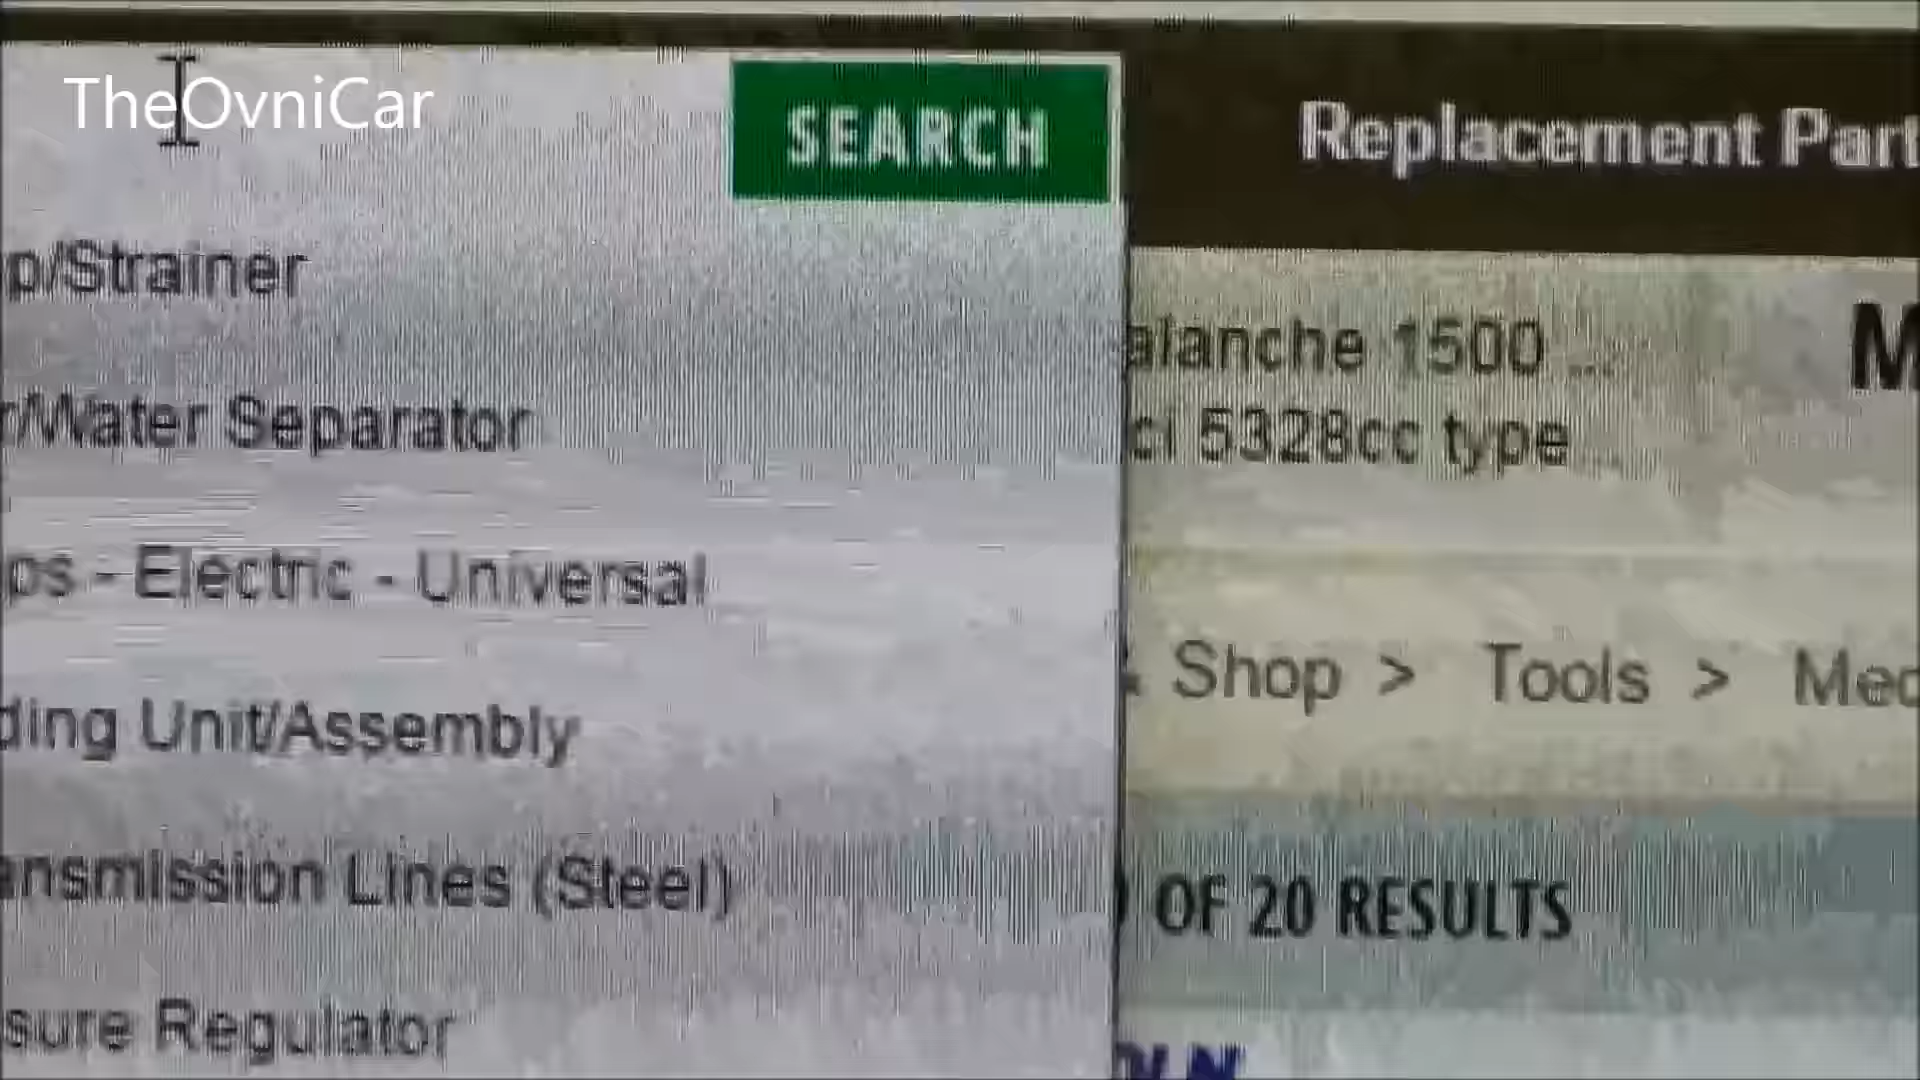 TheOvniCar
SEARCH
Replacement Part
p/Strainer
r/Water Separator
ps - Electric - Universal
ding Unit/Assembly
ansmission Lines (Steel)
sure Regulator
alanche 1500 ...
ci 5328cc type
Shop > Tools > Mec
OF 20 RESULTS